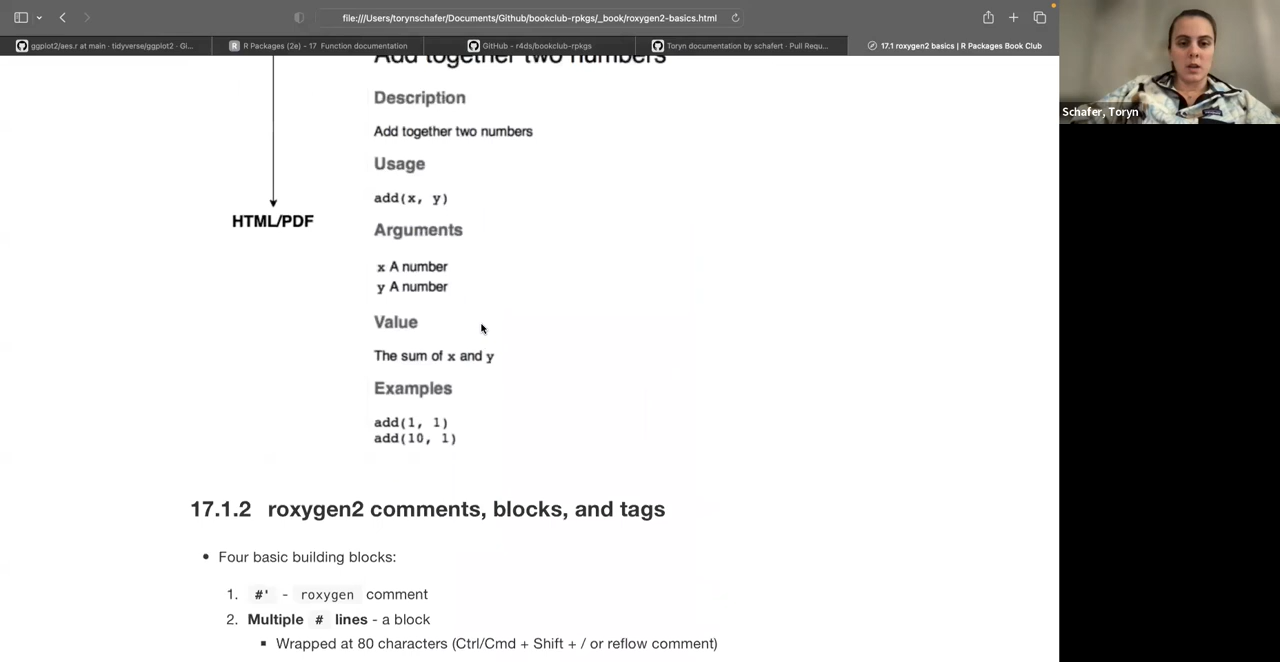 file:///Users/torynschafer/Documents/Github/bookclub-rpkgs/_book/roxygen2-basics.html
ggplot2/aes.r at main · tidyverse/ggplot2 · Gi...
R Packages (2e) - 17 Function documentation
GitHub - r4ds/bookclub-rpkgs
Toryn documentation by schafert · Pull Requ...
17.1 roxygen2 basics | R Packages Book Club
Schafer, Toryn
Add together two numbers
Description
Add together two numbers
Usage
add(x, y)
HTML/PDF
Arguments
x A number
y A number
Value
The sum of x and y
Examples
add(1, 1)
add(10, 1)
17.1.2 roxygen2 comments, blocks, and tags
• Four basic building blocks:
1. #' - roxygen comment
2. Multiple # lines - a block
▪ Wrapped at 80 characters (Ctrl/Cmd + Shift + / or reflow comment)